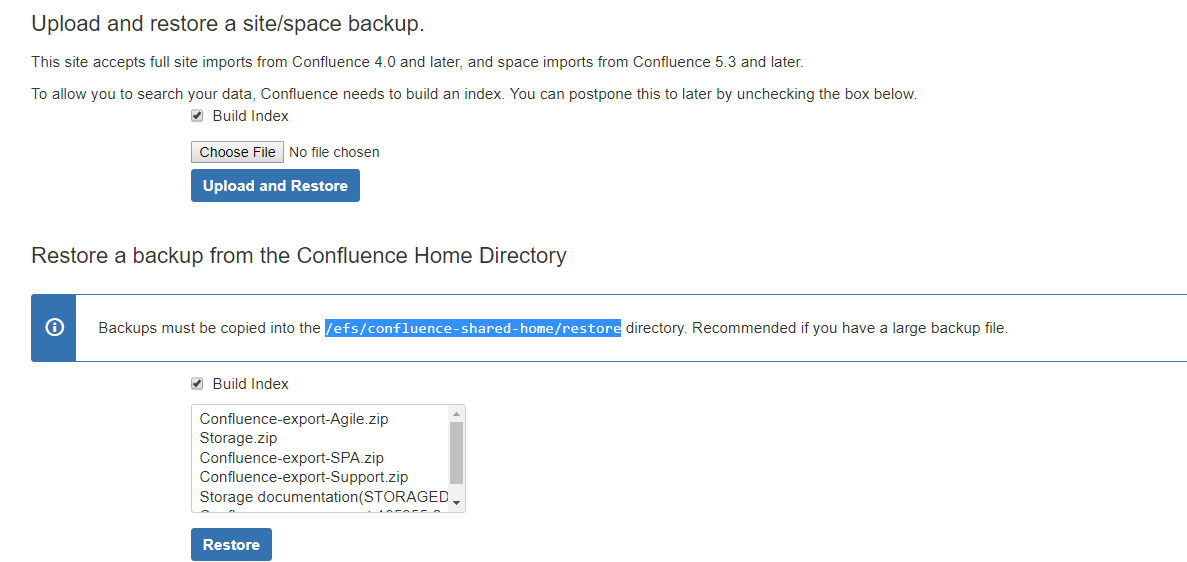 Upload and restore a site/space backup.
This site accepts full site imports from Confluence 4.0 and later, and space imports from Confluence 5.3 and later.
To allow you to search your data, Confluence needs to build an index. You can postpone this to later by unchecking the box below.
Build Index
Choose File No file chosen
Upload and Restore
Restore a backup from the Confluence Home Directory
Backups must be copied into the /efs/confluence-shared-home/restore directory. Recommended if you have a large backup file.
Build Index
Confluence-export-Agile.zip
Storage.zip
Confluence-export-SPA.zip
Confluence-export-Support.zip
Storage documentation(STORAGED
Restore